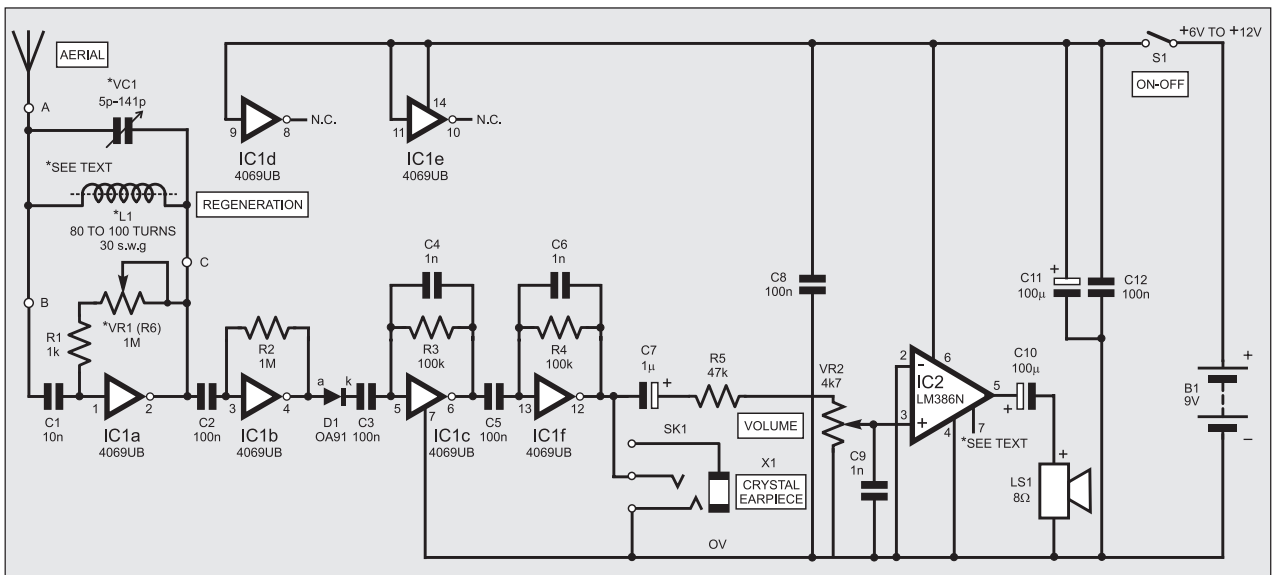 AERIAL
*VC1
5p-141p
A
*SEE TEXT
*L1
80 TO 100 TURNS
30 s.w.g
REGENERATION
C
B
*VR1 (R6)
1M
R1
1k
C1
10n
1
2
IC1a
4069UB
C2
100n
R2
1M
3
4
IC1b
4069UB
a
k
D1
OA91
C3
100n
9
8
N.C.
IC1d
4069UB
14
11
10
N.C.
IC1e
4069UB
C4
1n
R3
100k
5
6
7
IC1c
4069UB
C5
100n
C6
1n
R4
100k
13
12
IC1f
4069UB
C7
1µ
+
R5
47k
SK1
X1
CRYSTAL
EARPIECE
VOLUME
VR2
4k7
C8
100n
C9
1n
2
6
-
IC2
LM386N
3
+
5
7
4
*SEE TEXT
C10
100µ
+
+
LS1
8Ω
C11
100µ
+
C12
100n
S1
ON-OFF
+6V TO +12V
+
B1
9V
−
OV